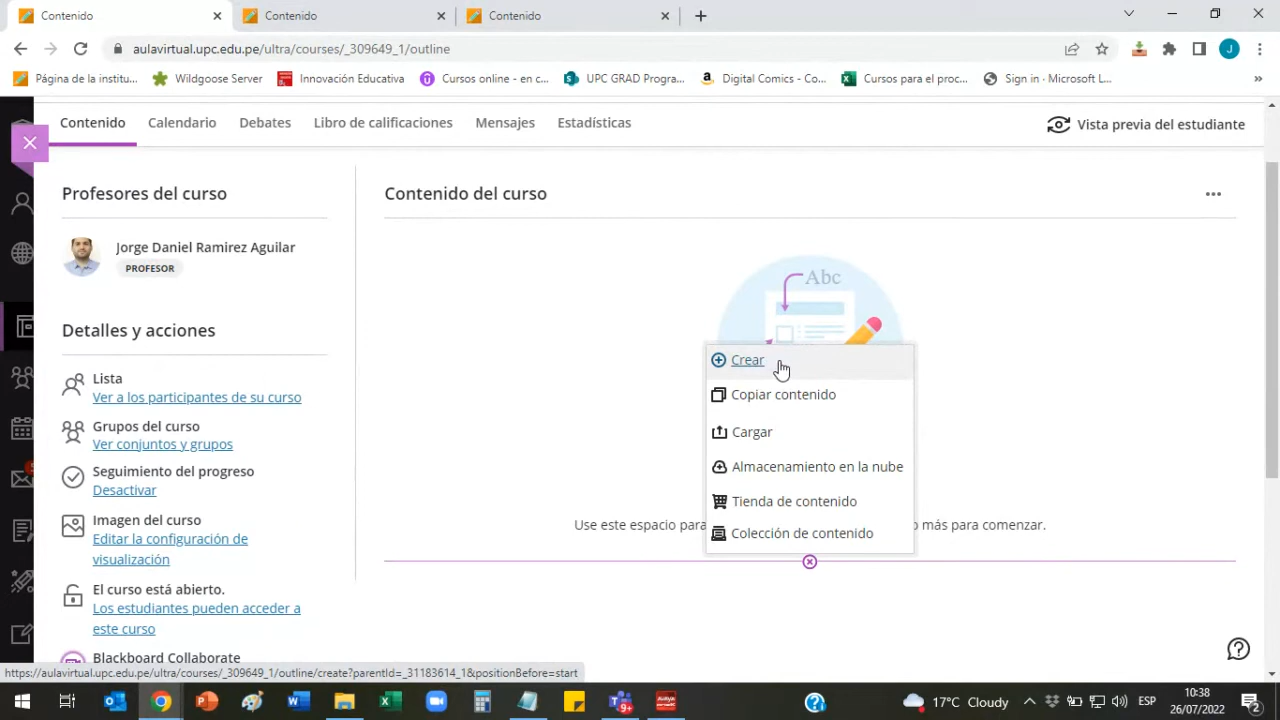 Contenido
Contenido
Contenido
aulavirtual.upc.edu.pe/ultra/courses/_309649_1/outline
J
Página de la institu...
Wildgoose Server
Innovación Educativa
Cursos online - en c...
UPC GRAD Progra...
Digital Comics - Co...
Cursos para el proc...
Sign in - Microsoft L...
»
Contenido
Calendario
Debates
Libro de calificaciones
Mensajes
Estadísticas
Vista previa del estudiante
Profesores del curso
Jorge Daniel Ramirez Aguilar
PROFESOR
Detalles y acciones
Lista
Ver a los participantes de su curso
Grupos del curso
Ver conjuntos y grupos
Seguimiento del progreso
Desactivar
Imagen del curso
Editar la configuración de
visualización
El curso está abierto.
Los estudiantes pueden acceder a
este curso
Blackboard Collaborate
Contenido del curso
Abc
Crear
Copiar contenido
Cargar
Almacenamiento en la nube
Tienda de contenido
Colección de contenido
Use este espacio para
o más para comenzar.
https://aulavirtual.upc.edu.pe/ultra/courses/_309649_1/outline/create?parentId=_31183614_1&positionBefore=start
9+
17°C Cloudy
ESP
10:38
26/07/2022
2